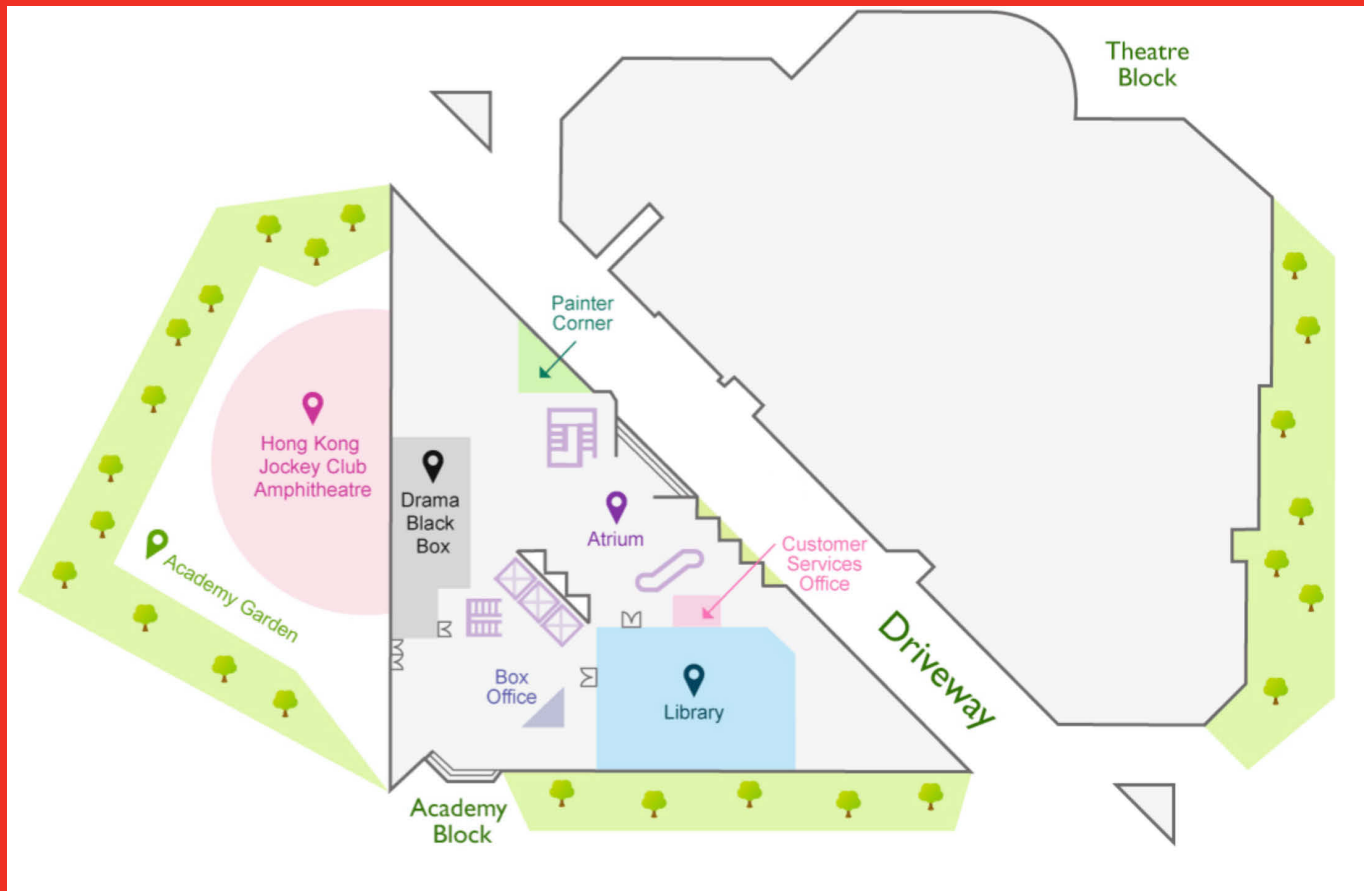 Theatre
Block
Painter
Corner
Hong Kong
Jockey Club
Amphitheatre
Drama
Black
Box
Atrium
Customer
Services
Office
Academy Garden
Driveway
Box
Office
Library
Academy
Block